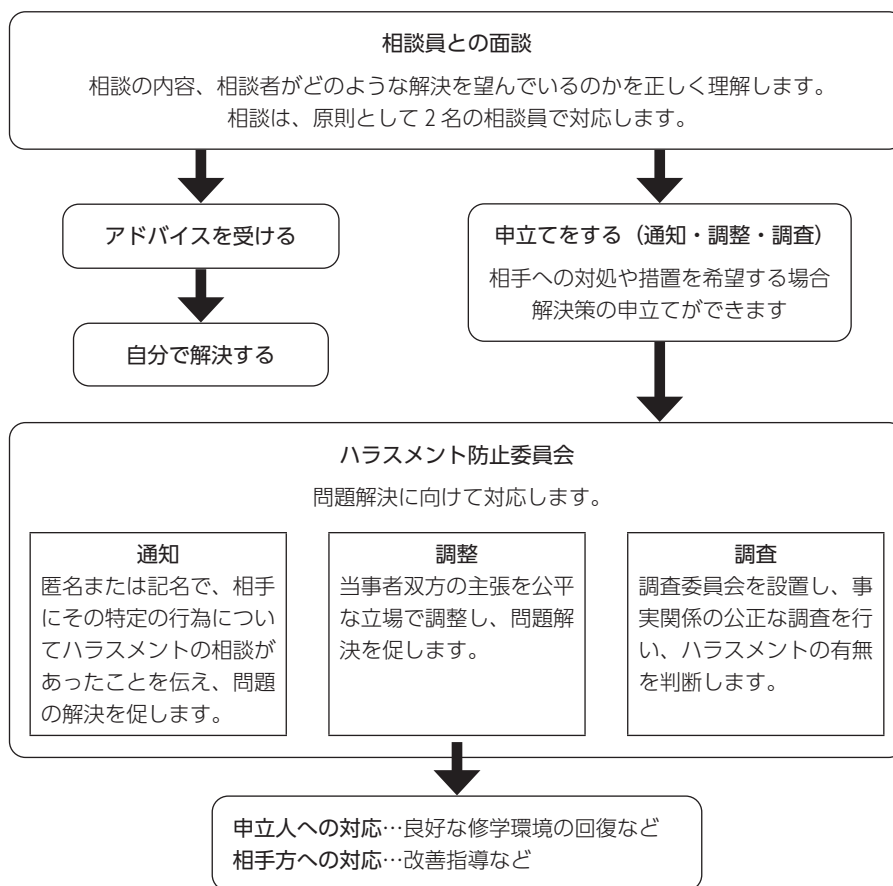 相談員との面談
相談の内容、相談者がどのような解決を望んでいるのかを正しく理解します。
相談は、原則として2名の相談員で対応します。
アドバイスを受ける
自分で解決する
申立てをする（通知・調整・調査）
相手への対処や措置を希望する場合
解決策の申立てができます
ハラスメント防止委員会
問題解決に向けて対応します。
通知
匿名または記名で、相手
にその特定の行為につい
てハラスメントの相談が
あったことを伝え、問題
の解決を促します。
調整
当事者双方の主張を公平
な立場で調整し、問題解
決を促します。
調査
調査委員会を設置し、事
実関係の公正な調査を行
い、ハラスメントの有無
を判断します。
申立人への対応…良好な修学環境の回復など
相手方への対応…改善指導など